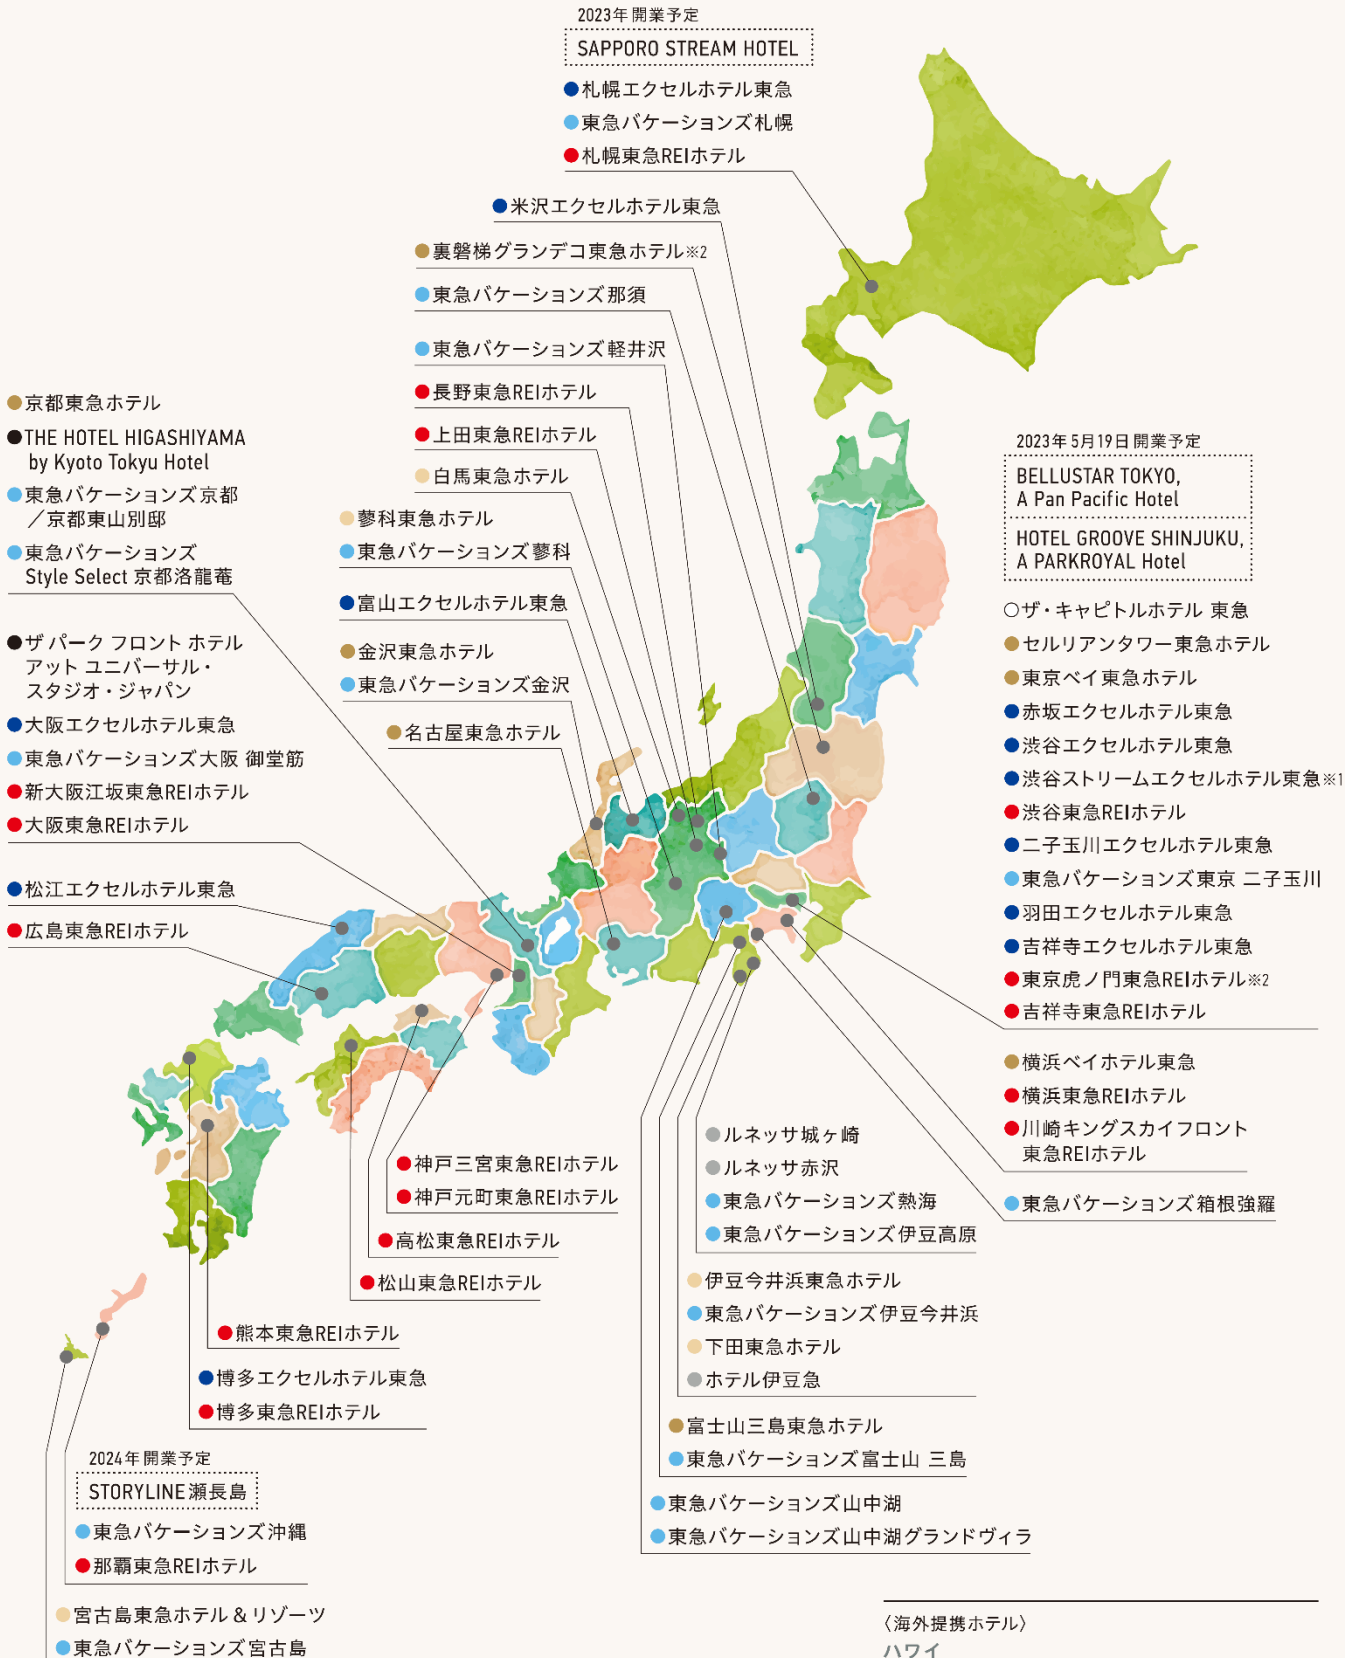 2023年開業予定
SAPPORO STREAM HOTEL
札幌エクセルホテル東急
東急バケーションズ札幌
札幌東急REIホテル
米沢エクセルホテル東急
裏磐梯グランデコ東急ホテル※2
東急バケーションズ那須
東急バケーションズ軽井沢
長野東急REIホテル
上田東急REIホテル
白馬東急ホテル
蓼科東急ホテル
東急バケーションズ蓼科
富山エクセルホテル東急
金沢東急ホテル
東急バケーションズ金沢
名古屋東急ホテル
京都東急ホテル
THE HOTEL HIGASHIYAMA
by Kyoto Tokyu Hotel
東急バケーションズ京都
／京都東山別邸
東急バケーションズ
Style Select 京都洛龍菴
ザ パーク フロント ホテル
アット ユニバーサル・
スタジオ・ジャパン
大阪エクセルホテル東急
東急バケーションズ大阪 御堂筋
新大阪江坂東急REIホテル
大阪東急REIホテル
松江エクセルホテル東急
広島東急REIホテル
2023年5月19日開業予定
BELLUSTAR TOKYO,
A Pan Pacific Hotel
HOTEL GROOVE SHINJUKU,
A PARKROYAL Hotel
ザ・キャピトルホテル 東急
セルリアンタワー東急ホテル
東京ベイ東急ホテル
赤坂エクセルホテル東急
渋谷エクセルホテル東急
渋谷ストリームエクセルホテル東急※1
渋谷東急REIホテル
二子玉川エクセルホテル東急
東急バケーションズ東京 二子玉川
羽田エクセルホテル東急
吉祥寺エクセルホテル東急
東京虎ノ門東急REIホテル※2
吉祥寺東急REIホテル
横浜ベイホテル東急
横浜東急REIホテル
川崎キングスカイフロント
東急REIホテル
東急バケーションズ箱根強羅
ルネッサ城ヶ崎
ルネッサ赤沢
東急バケーションズ熱海
東急バケーションズ伊豆高原
伊豆今井浜東急ホテル
東急バケーションズ伊豆今井浜
下田東急ホテル
ホテル伊豆急
富士山三島東急ホテル
東急バケーションズ富士山 三島
東急バケーションズ山中湖
東急バケーションズ山中湖グランドヴィラ
神戸三宮東急REIホテル
神戸元町東急REIホテル
高松東急REIホテル
松山東急REIホテル
熊本東急REIホテル
博多エクセルホテル東急
博多東急REIホテル
2024年開業予定
STORYLINE瀬長島
東急バケーションズ沖縄
那覇東急REIホテル
宮古島東急ホテル＆リゾーツ
東急バケーションズ宮古島
〈海外提携ホテル〉
ハワイ